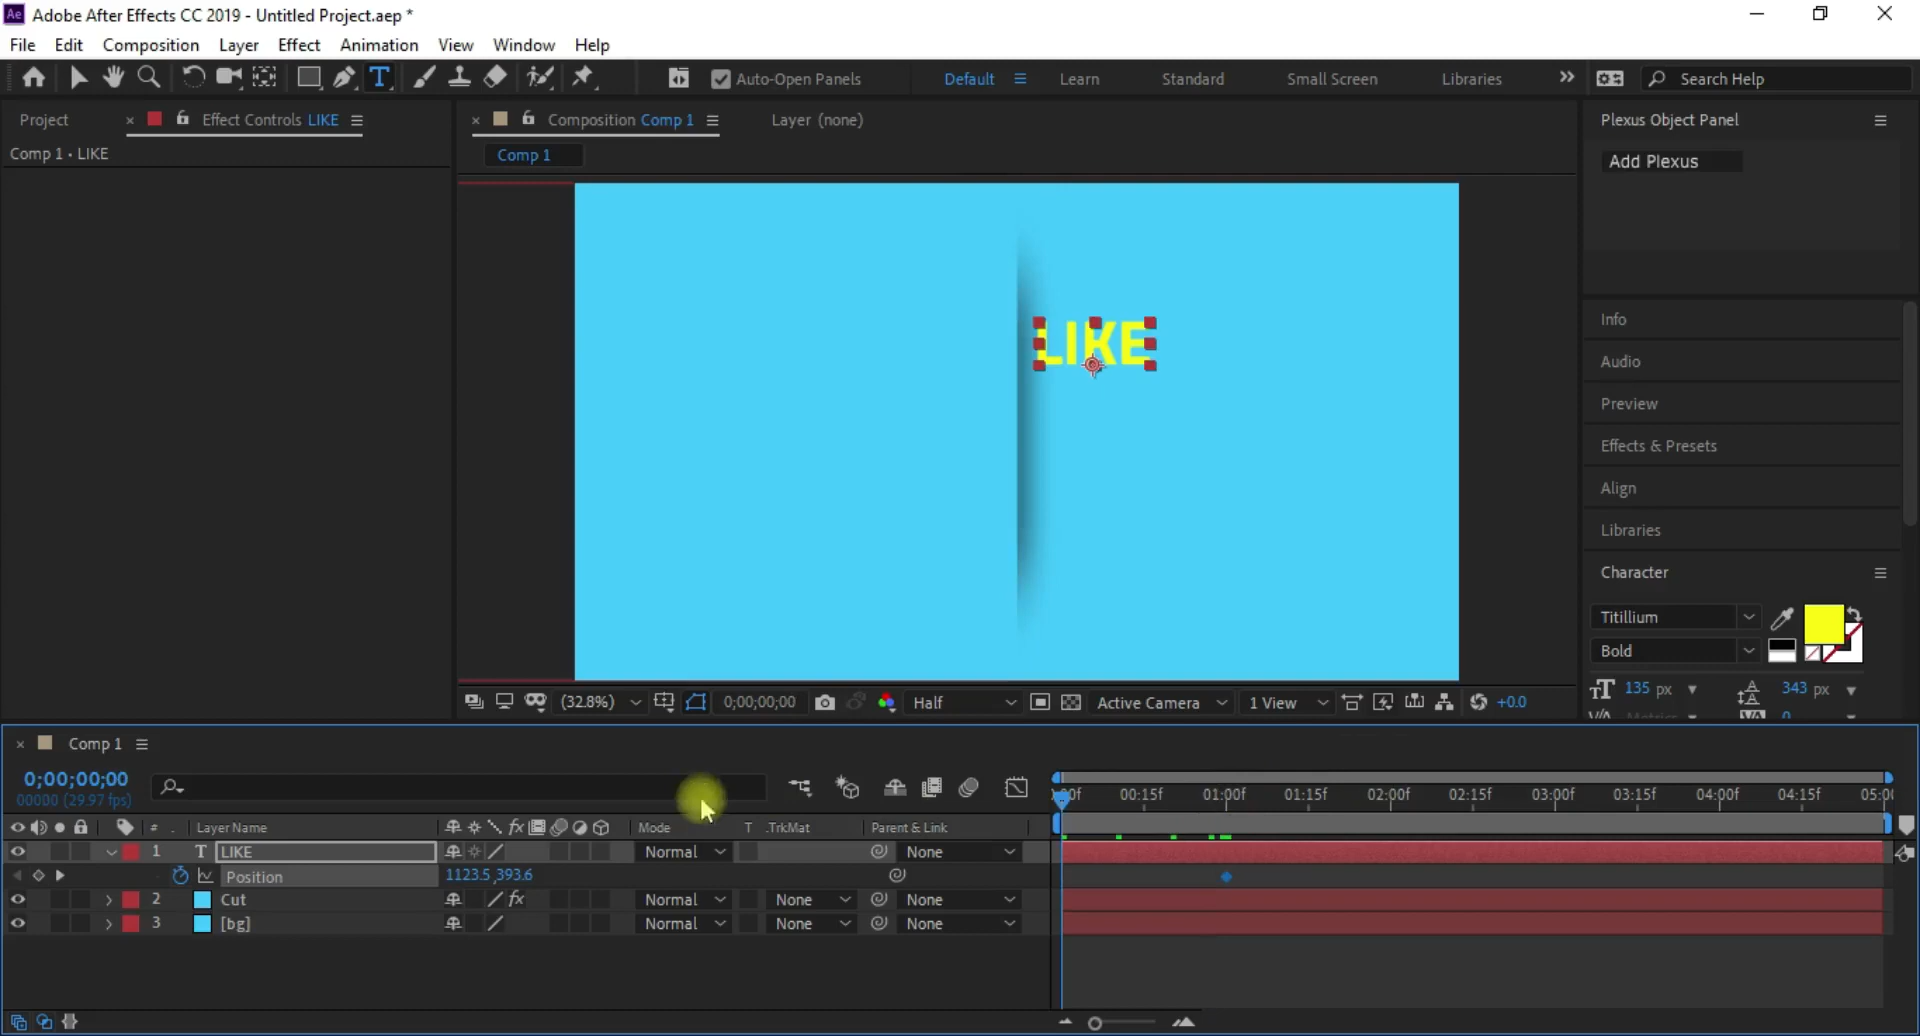 Ae Adobe After Effects CC 2019 - Untitled Project.aep *
File Edit Composition Layer Effect Animation View Window Help
T Auto-Open Panels Default Learn Standard Small Screen Libraries Search Help
Project Effect Controls LIKE Composition Comp 1 Layer (none) Plexus Object Panel
Comp 1 • LIKE
Comp 1
Add Plexus
LIKE
Info
Audio
Preview
Effects & Presets
Align
Libraries
Character
Titillium
Bold
135 px 343 px
Metrics 0
(32.8%) 0;00;00;00 Half Active Camera 1 View +0.0
Comp 1
0;00;00;00
00000 (29.97 fps)
00:15f 01:00f 01:15f 02:00f 02:15f 03:00f 03:15f 04:00f 04:15f 05:00
# Layer Name fx Mode T .TrkMat Parent & Link
1 T LIKE Normal None
Position 1123.5,393.6
2 Cut fx Normal None None
3 [bg] Normal None None